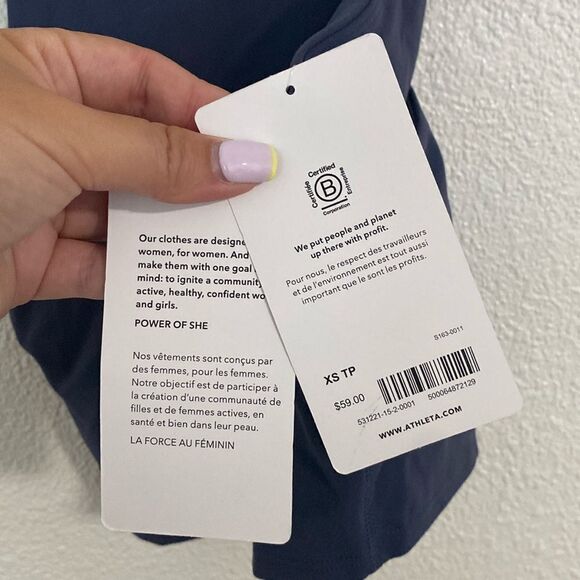 Our clothes are designe
women, for women. And
make them with one goal
mind: to ignite a community
active, healthy, confident wo
and girls.
POWER OF SHE
Nos vêtements sont conçus par
des femmes, pour les femmes.
Notre objectif est de participer à
la création d'une communauté de
filles et de femmes actives, en
santé et bien dans leur peau.
LA FORCE AU FÉMININ
Certifié Certified
B
Corporation Entreprise
We put people and planet
up there with profit.
Pour nous, le respect des travailleurs
et de l'environnement est tout aussi
important que le sont les profits.
S163-0011
XS TP
$59.00
531221-15-2-0001 500064872129
WWW.ATHLETA.COM